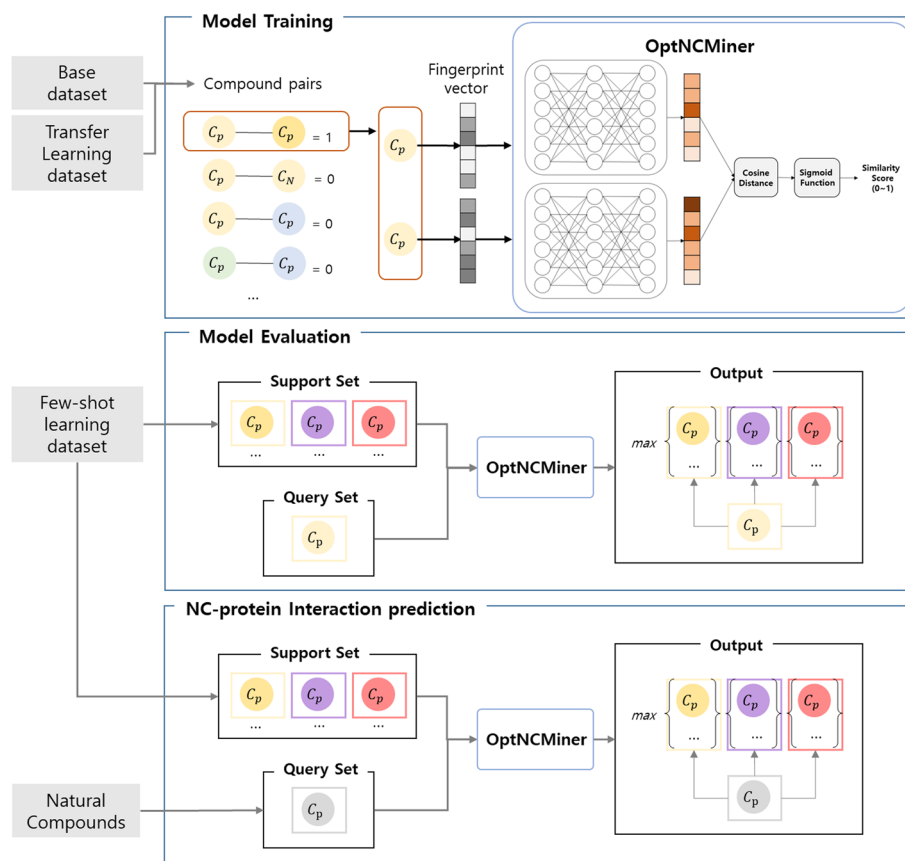 Model Training
Base
dataset
Transfer
Learning
dataset
Compound pairs
C_p C_p = 1
C_p C_N = 0
C_p C_p = 0
C_p C_p = 0
...
C_p
C_p
Fingerprint
vector
OptNCMiner
Cosine
Distance
Sigmoid
Function
Similarity
Score
(0~1)
Model Evaluation
Few-shot
learning
dataset
Support Set
C_p C_p C_p
... ... ...
Query Set
C_p
OptNCMiner
Output
max { C_p } { C_p } { C_p }
... ... ...
C_p
NC-protein Interaction prediction
Support Set
C_p C_p C_p
... ... ...
Natural
Compounds
Query Set
C_p
OptNCMiner
Output
max { C_p } { C_p } { C_p }
... ... ...
C_p